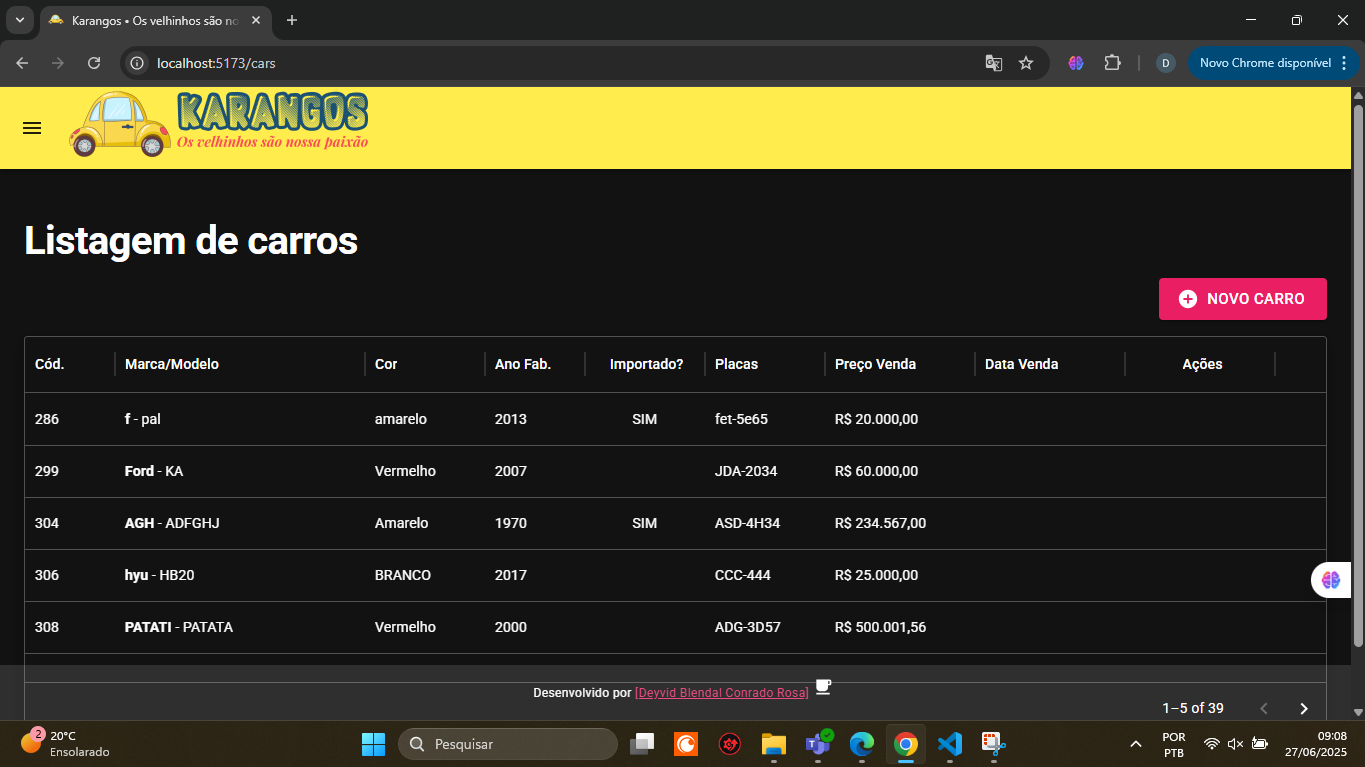 Karangos • Os velhinhos são no
localhost:5173/cars
D
Novo Chrome disponível
KARANGOS
Os velhinhos são nossa paixão
Listagem de carros
NOVO CARRO
Cód. Marca/Modelo Cor Ano Fab. Importado? Placas Preço Venda Data Venda Ações
286 f - pal amarelo 2013 SIM fet-5e65 R$ 20.000,00
299 Ford - KA Vermelho 2007 JDA-2034 R$ 60.000,00
304 AGH - ADFGHJ Amarelo 1970 SIM ASD-4H34 R$ 234.567,00
306 hyu - HB20 BRANCO 2017 CCC-444 R$ 25.000,00
308 PATATI - PATATA Vermelho 2000 ADG-3D57 R$ 500.001,56
Desenvolvido por [Deyvid Blendal Conrado Rosa]
1–5 of 39
2
20°C
Ensolarado
Pesquisar
POR
PTB
09:08
27/06/2025